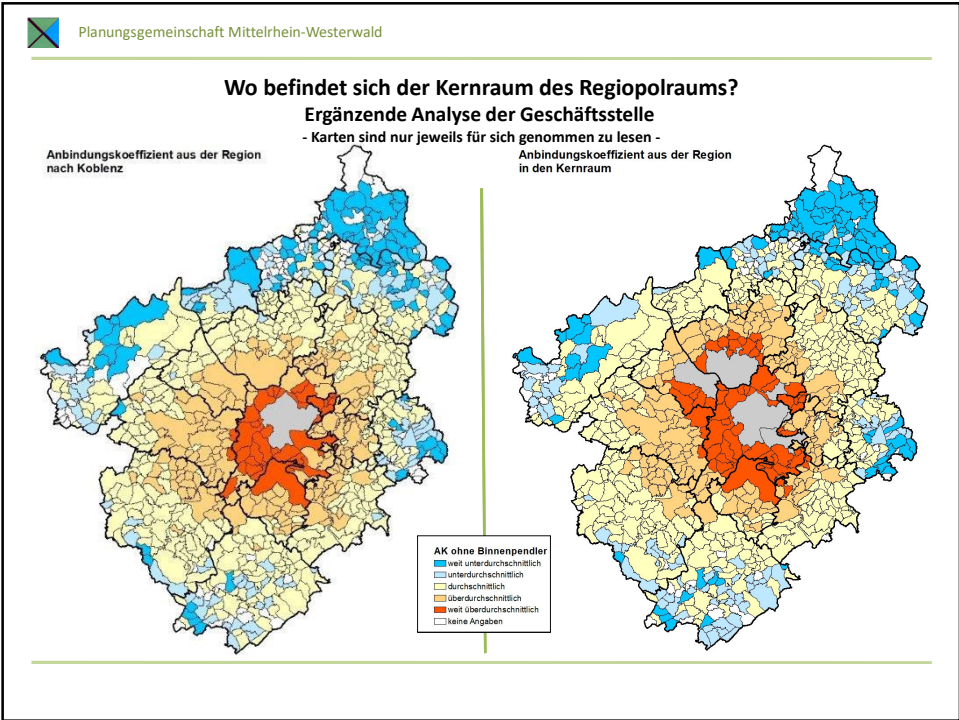 Planungsgemeinschaft Mittelrhein-Westerwald
Wo befindet sich der Kernraum des Regiopolraums?
Ergänzende Analyse der Geschäftsstelle
- Karten sind nur jeweils für sich genommen zu lesen -
Anbindungskoeffizient aus der Region
nach Koblenz
Anbindungskoeffizient aus der Region
in den Kernraum
AK ohne Binnenpendler
weit unterdurchschnittlich
unterdurchschnittlich
durchschnittlich
überdurchschnittlich
weit überdurchschnittlich
keine Angaben